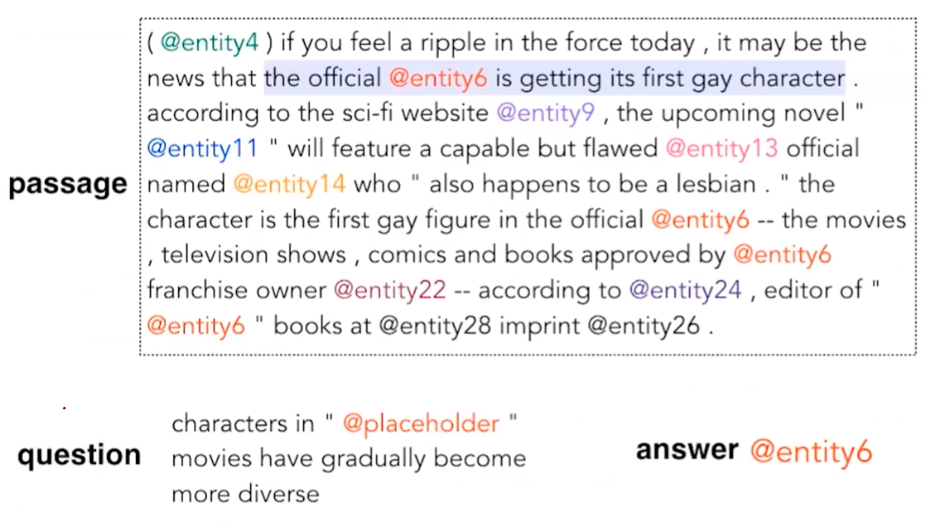 ( @entity4 ) if you feel a ripple in the force today , it may be the
news that the official @entity6 is getting its first gay character .
according to the sci-fi website @entity9 , the upcoming novel "
@entity11 " will feature a capable but flawed @entity13 official
named @entity14 who " also happens to be a lesbian . " the
character is the first gay figure in the official @entity6 -- the movies
, television shows , comics and books approved by @entity6
franchise owner @entity22 -- according to @entity24 , editor of "
@entity6 " books at @entity28 imprint @entity26 .
passage
question
characters in " @placeholder "
movies have gradually become
more diverse
answer @entity6